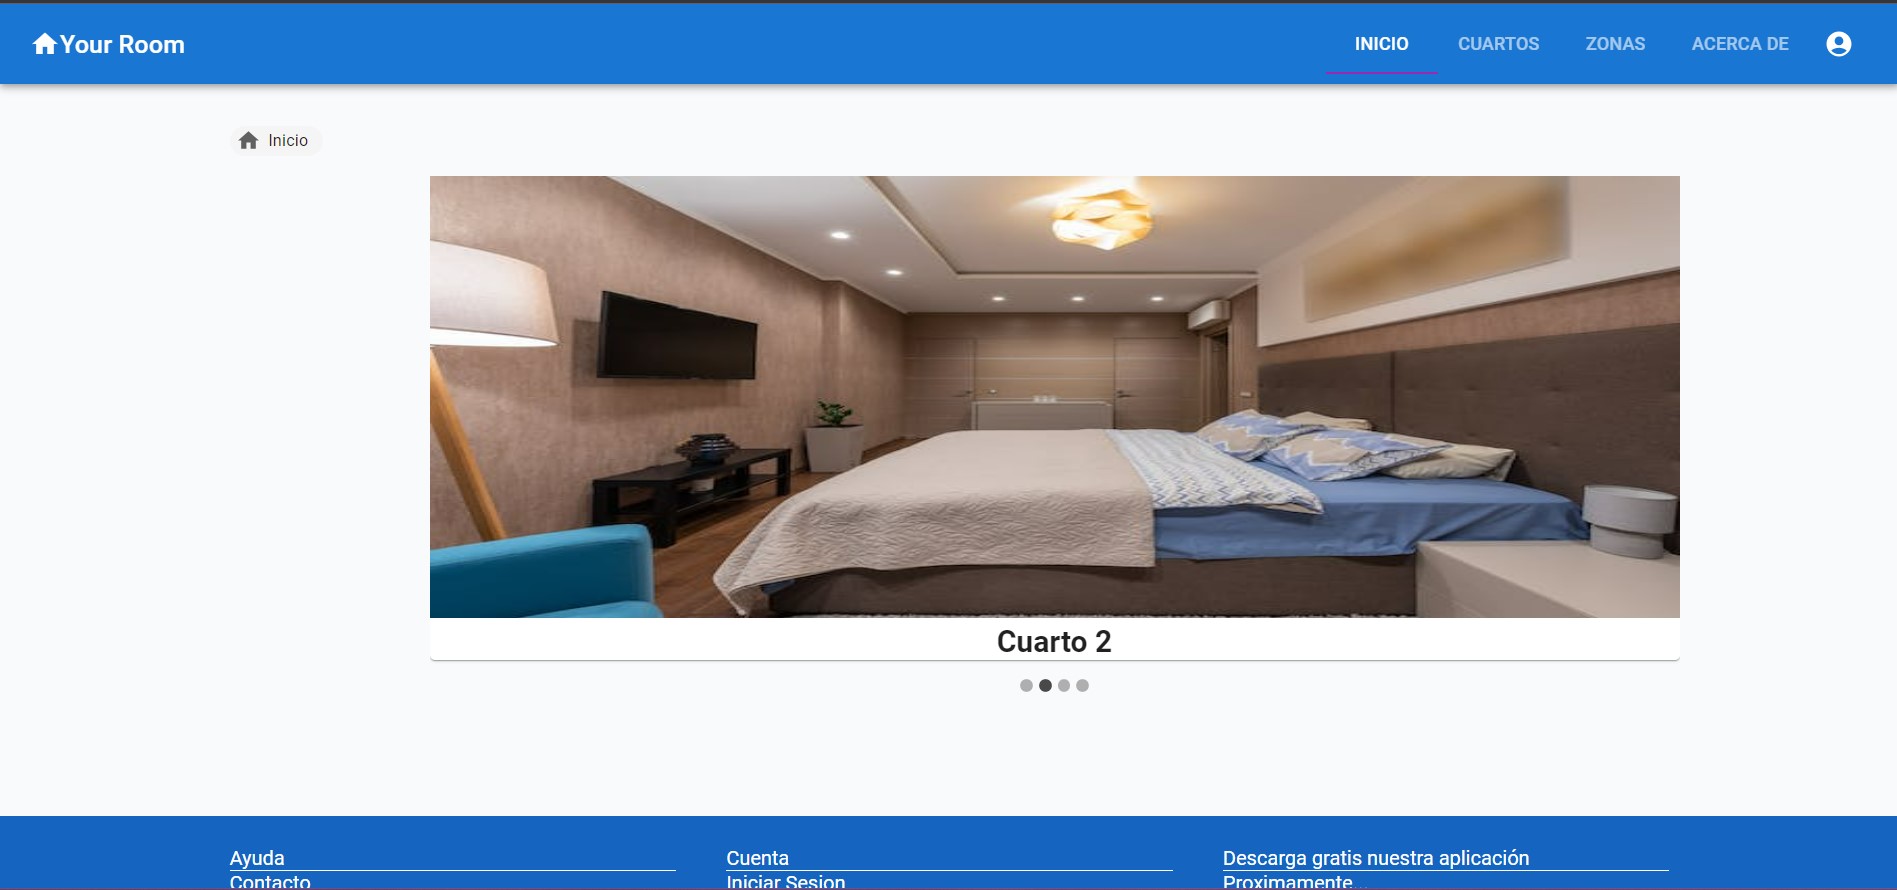 Your Room
INICIO
CUARTOS
ZONAS
ACERCA DE
Inicio
Cuarto 2
Ayuda
Contacto
Cuenta
Iniciar Sesion
Descarga gratis nuestra aplicación
Proximamente...